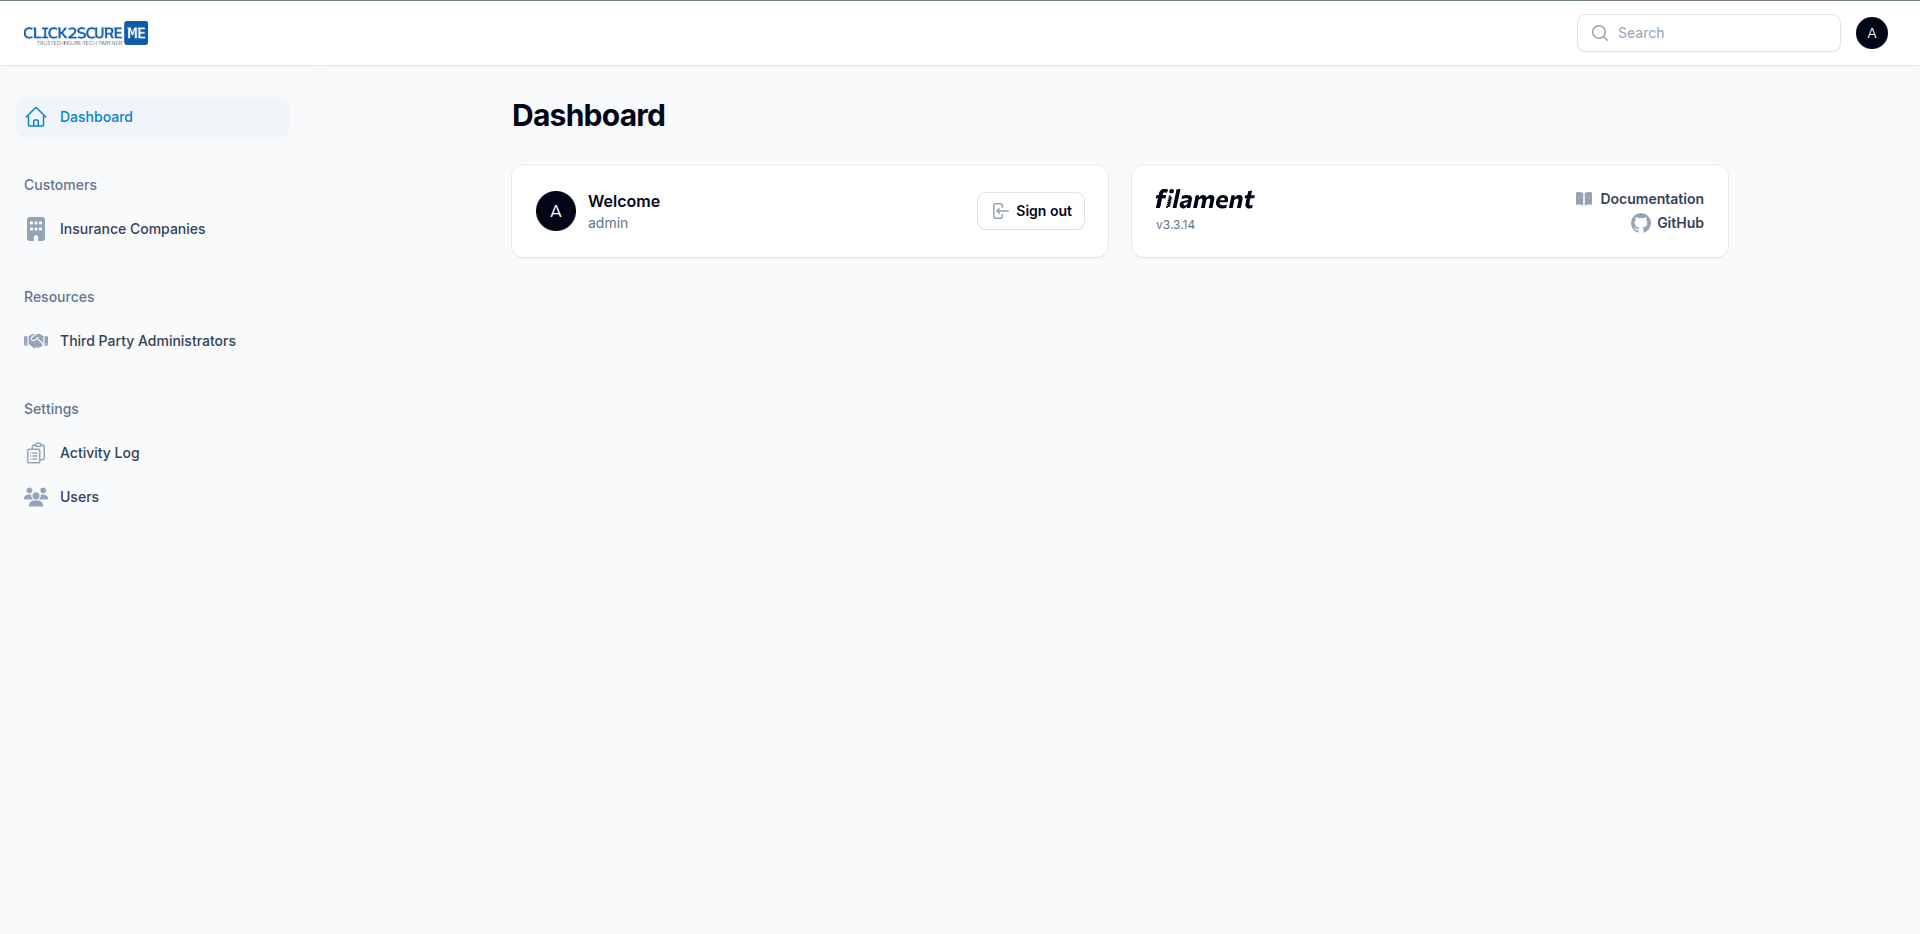 CLICK2SCURE ME
TRUSTED INSURE-TECH PARTNER
Search
A
Dashboard
Customers
Insurance Companies
Resources
Third Party Administrators
Settings
Activity Log
Users
Dashboard
A
Welcome
admin
Sign out
filament
v3.3.14
Documentation
GitHub